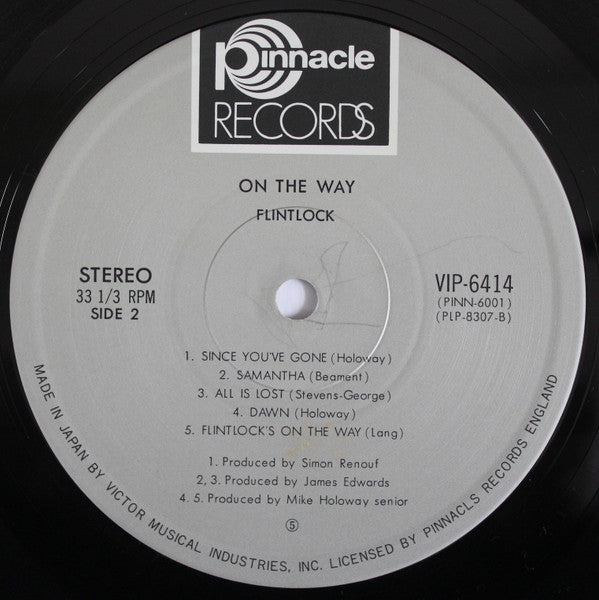 Pinnacle
RECORDS
ON THE WAY
FLINTLOCK
STEREO
33 1/3 RPM
SIDE 2
VIP-6414
(PINN-6001)
(PLP-8307-B)
1. SINCE YOU'VE GONE (Holoway)
2. SAMANTHA (Beament)
3. ALL IS LOST (Stevens-George)
4. DAWN (Holoway)
5. FLINTLOCK'S ON THE WAY (Lang)
1. Produced by Simon Renouf
2, 3. Produced by James Edwards
4. 5. Produced by Mike Holoway senior
⑤
MADE IN JAPAN BY VICTOR MUSICAL INDUSTRIES, INC. LICENSED BY PINNACLS RECORDS ENGLAND